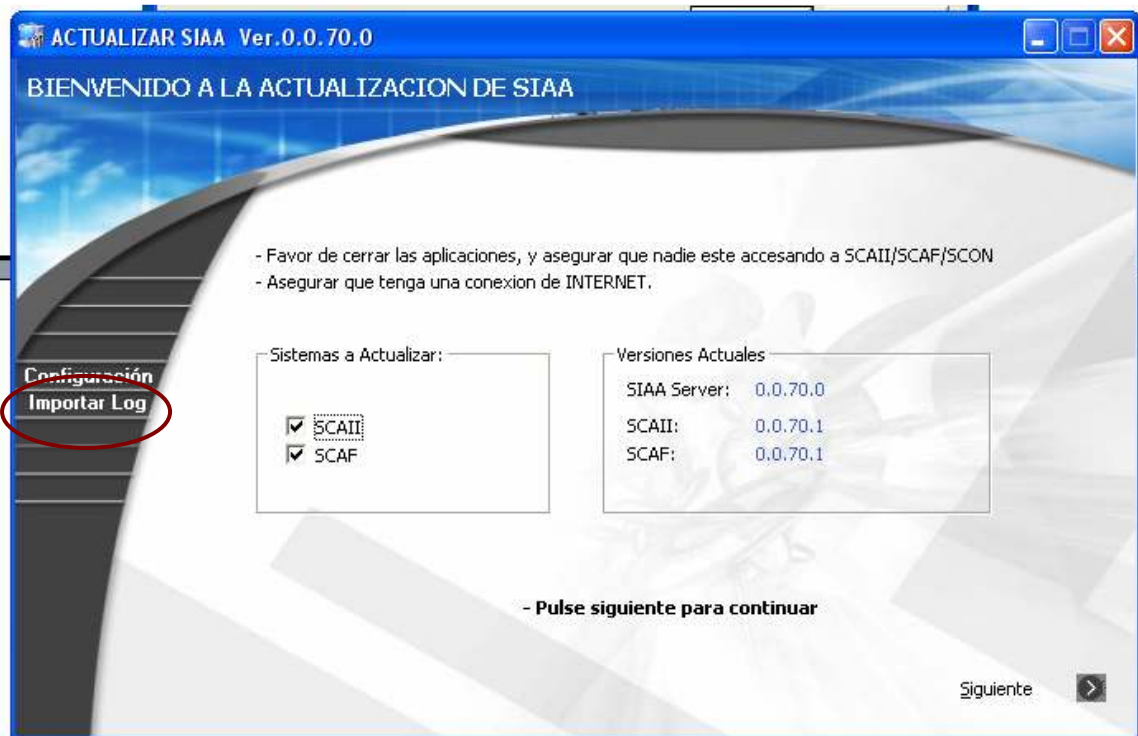 ACTUALIZAR SIAA Ver.0.0.70.0
BIENVENIDO A LA ACTUALIZACION DE SIAA
- Favor de cerrar las aplicaciones, y asegurar que nadie este accesando a SCAII/SCAF/SCON
- Asegurar que tenga una conexion de INTERNET.
Configuración
Importar Log
Sistemas a Actualizar:
SCAII
SCAF
Versiones Actuales
SIAA Server: 0.0.70.0
SCAII: 0.0.70.1
SCAF: 0.0.70.1
- Pulse siguiente para continuar
Siguiente